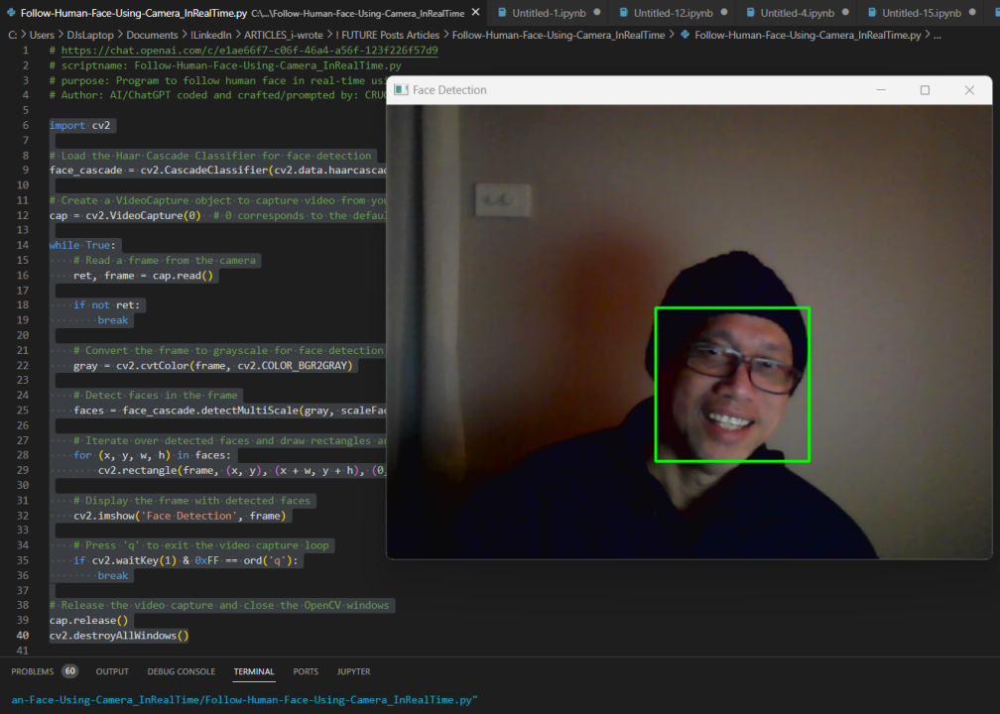 Follow-Human-Face-Using-Camera_InRealTime.py C:\...\Follow-Human-Face-Using-Camera_InRealTime
Untitled-1.ipynb
Untitled-12.ipynb
Untitled-4.ipynb
Untitled-15.ipynb
C: > Users > DJsLaptop > Documents > !LinkedIn > ARTICLES_i-wrote > ! FUTURE Posts Articles > Follow-Human-Face-Using-Camera_InRealTime > Follow-Human-Face-Using-Camera_InRealTime.py > ...
1 # https://chat.openai.com/c/e1ae66f7-c06f-46a4-a56f-123f226f57d9
2 # scriptname: Follow-Human-Face-Using-Camera_InRealTime.py
3 # purpose: Program to follow human face in real-time usi
4 # Author: AI/ChatGPT coded and crafted/prompted by: CRUC
5
6 import cv2
7
8 # Load the Haar Cascade Classifier for face detection
9 face_cascade = cv2.CascadeClassifier(cv2.data.haarcascad
10
11 # Create a VideoCapture object to capture video from you
12 cap = cv2.VideoCapture(0)  # 0 corresponds to the defaul
13
14 while True:
15     # Read a frame from the camera
16     ret, frame = cap.read()
17
18     if not ret:
19         break
20
21     # Convert the frame to grayscale for face detection
22     gray = cv2.cvtColor(frame, cv2.COLOR_BGR2GRAY)
23
24     # Detect faces in the frame
25     faces = face_cascade.detectMultiScale(gray, scaleFac
26
27     # Iterate over detected faces and draw rectangles ar
28     for (x, y, w, h) in faces:
29         cv2.rectangle(frame, (x, y), (x + w, y + h), (0,
30
31     # Display the frame with detected faces
32     cv2.imshow('Face Detection', frame)
33
34     # Press 'q' to exit the video capture loop
35     if cv2.waitKey(1) & 0xFF == ord('q'):
36         break
37
38 # Release the video capture and close the OpenCV windows
39 cap.release()
40 cv2.destroyAllWindows()
41
Face Detection
PROBLEMS 60 OUTPUT DEBUG CONSOLE TERMINAL PORTS JUPYTER
an-Face-Using-Camera_InRealTime/Follow-Human-Face-Using-Camera_InRealTime.py"